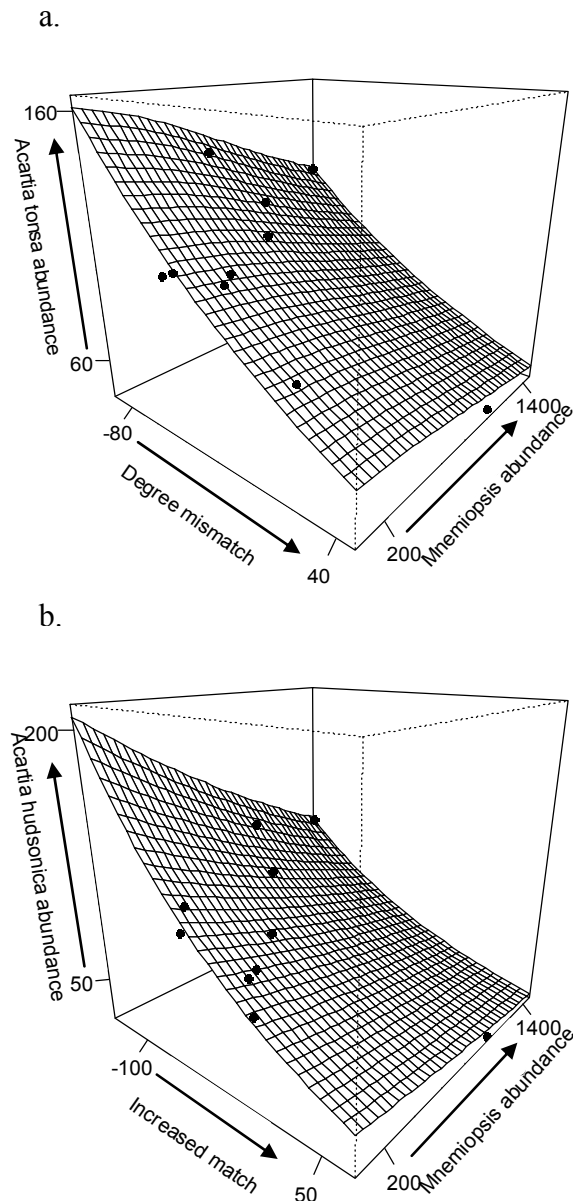 a.
160
Acartia tonsa abundance
60
-80
Degree mismatch
40
200
Mnemiopsis abundance
1400
b.
200
Acartia hudsonica abundance
50
-100
Increased match
50
200
Mnemiopsis abundance
1400